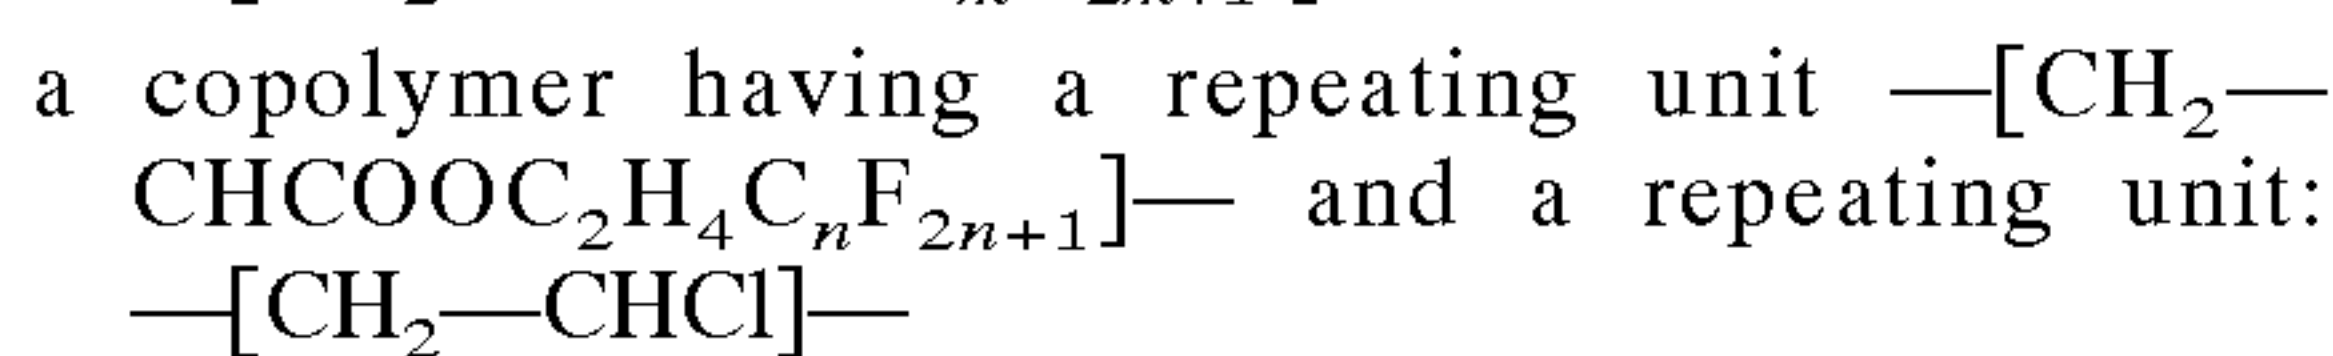 a copolymer having a repeating unit —[CH₂—
CHCOOC₂H₄CₙF₂ₙ₊₁]— and a repeating unit:
—[CH₂—CHCl]—